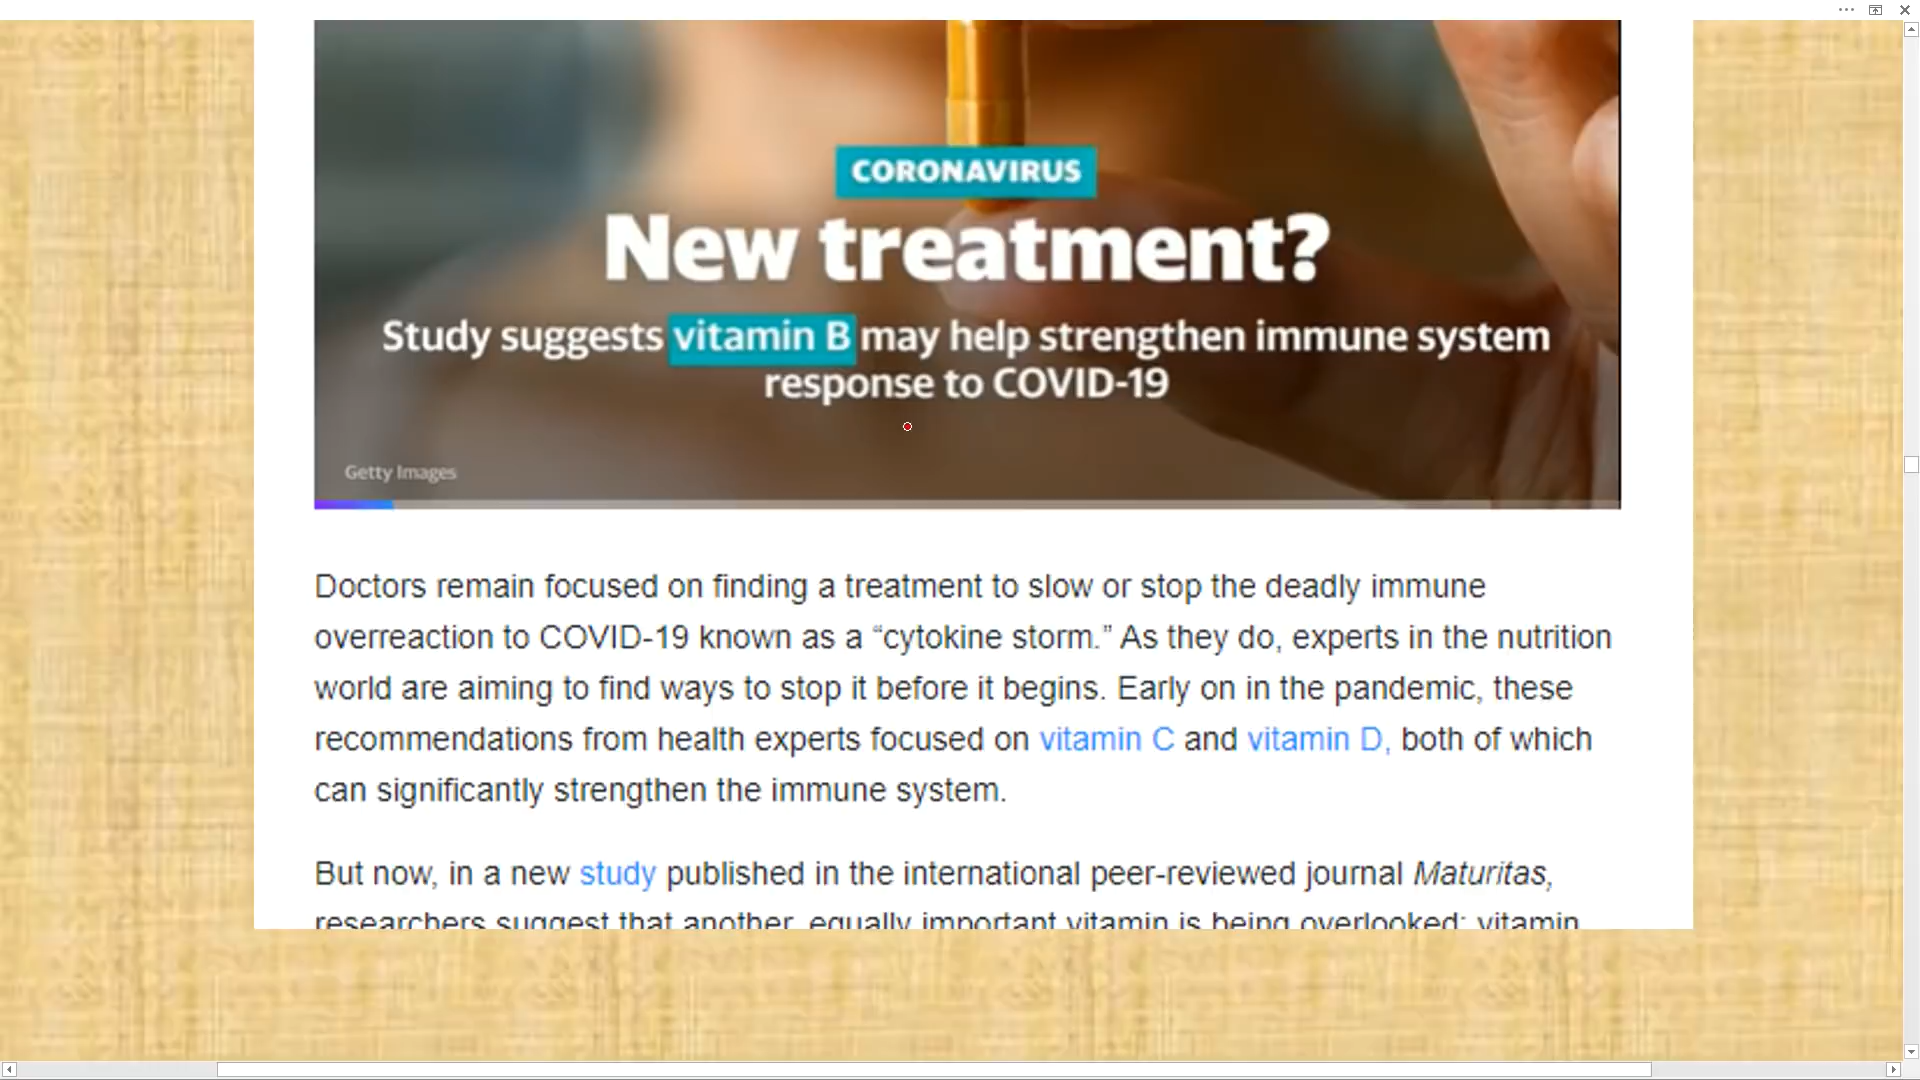 CORONAVIRUS
New treatment?
Study suggests vitamin B may help strengthen immune system
response to COVID-19
Getty Images
Doctors remain focused on finding a treatment to slow or stop the deadly immune
overreaction to COVID-19 known as a “cytokine storm.” As they do, experts in the nutrition
world are aiming to find ways to stop it before it begins. Early on in the pandemic, these
recommendations from health experts focused on vitamin C and vitamin D, both of which
can significantly strengthen the immune system.
But now, in a new study published in the international peer-reviewed journal Maturitas,
researchers suggest that another, equally important vitamin is being overlooked: vitamin